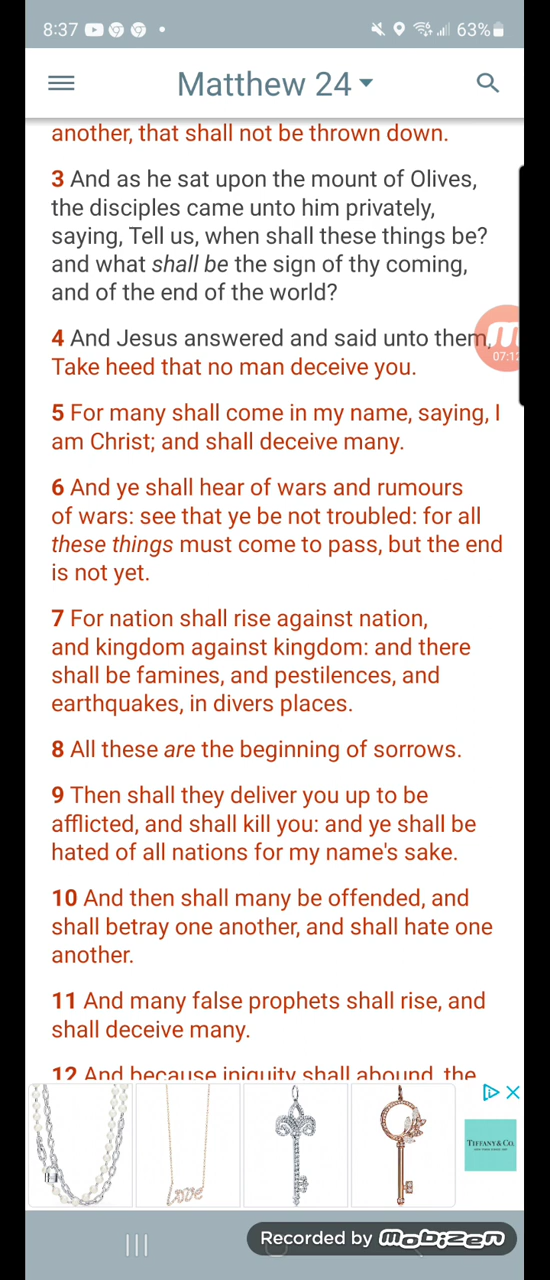 8:37
63%
Matthew 24
another, that shall not be thrown down.
3 And as he sat upon the mount of Olives,
the disciples came unto him privately,
saying, Tell us, when shall these things be?
and what shall be the sign of thy coming,
and of the end of the world?
4 And Jesus answered and said unto them,
Take heed that no man deceive you.
07:12
5 For many shall come in my name, saying, I
am Christ; and shall deceive many.
6 And ye shall hear of wars and rumours
of wars: see that ye be not troubled: for all
these things must come to pass, but the end
is not yet.
7 For nation shall rise against nation,
and kingdom against kingdom: and there
shall be famines, and pestilences, and
earthquakes, in divers places.
8 All these are the beginning of sorrows.
9 Then shall they deliver you up to be
afflicted, and shall kill you: and ye shall be
hated of all nations for my name's sake.
10 And then shall many be offended, and
shall betray one another, and shall hate one
another.
11 And many false prophets shall rise, and
shall deceive many.
12 And because iniquity shall abound, the
Love
TIFFANY & CO.
Recorded by mobizen